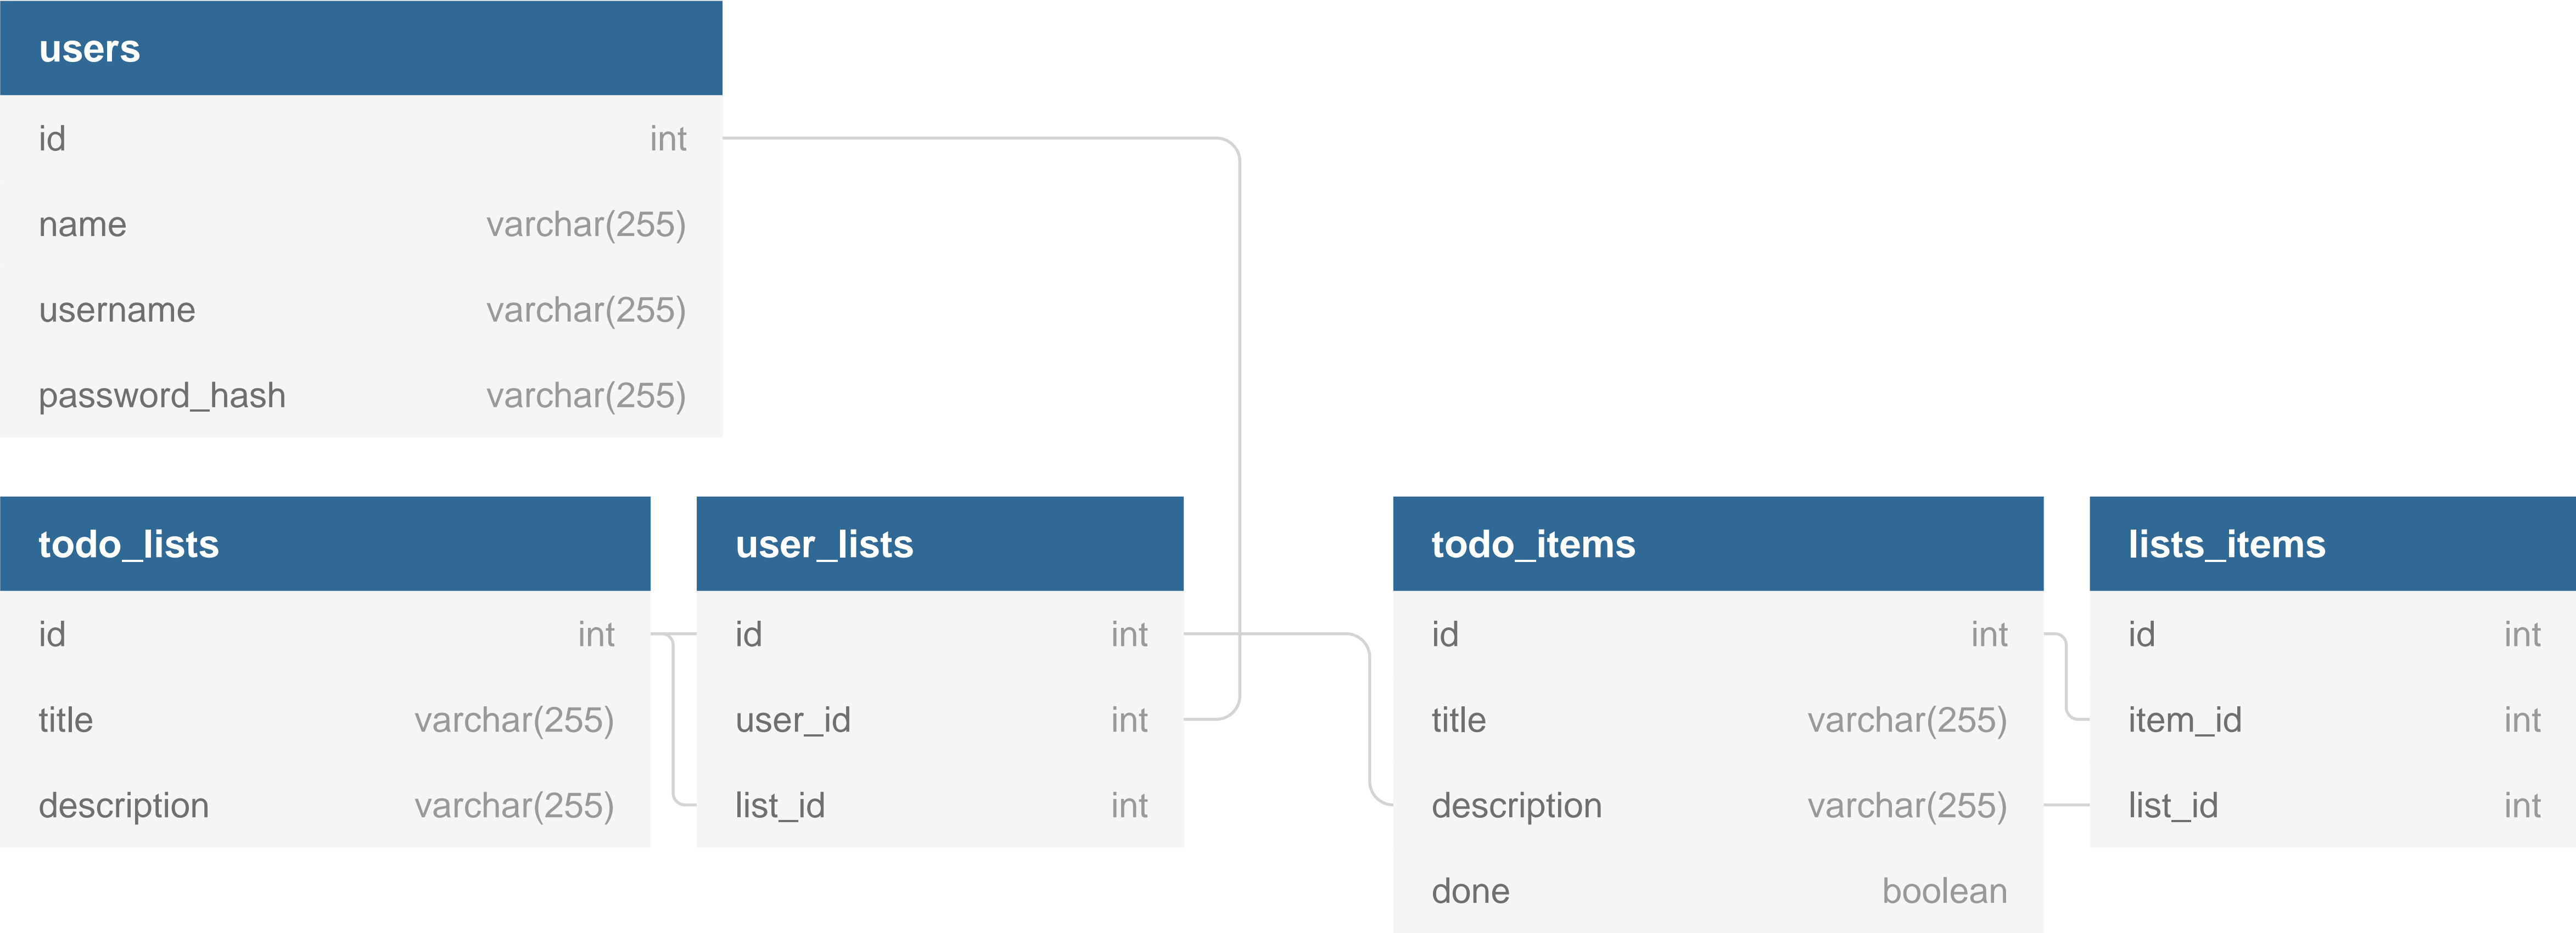 users
id int
name varchar(255)
username varchar(255)
password_hash varchar(255)
todo_lists
id int
title varchar(255)
description varchar(255)
user_lists
id int
user_id int
list_id int
todo_items
id int
title varchar(255)
description varchar(255)
done boolean
lists_items
id int
item_id int
list_id int